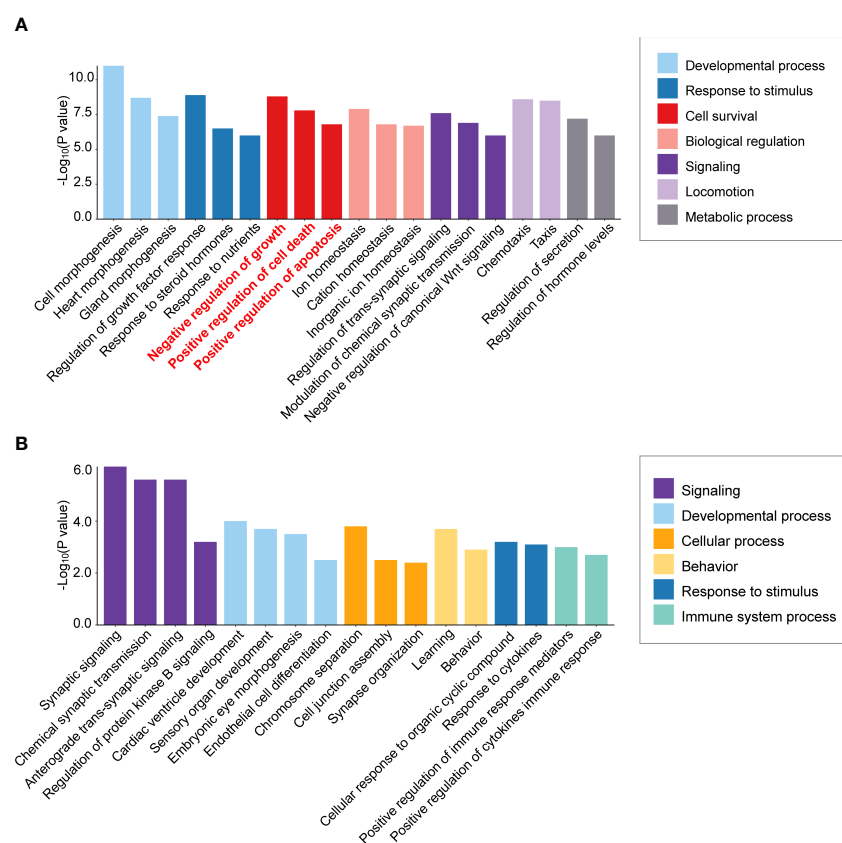 A
-Log₁₀(P value)
10.0
7.5
5.0
2.5
0.0
Cell morphogenesis
Heart morphogenesis
Gland morphogenesis
Regulation of growth factor response
Response to steroid hormones
Response to nutrients
Negative regulation of growth
Positive regulation of cell death
Positive regulation of apoptosis
Ion homeostasis
Cation homeostasis
Inorganic ion homeostasis
Regulation of trans-synaptic signaling
Modulation of chemical synaptic transmission
Negative regulation of canonical Wnt signaling
Chemotaxis
Taxis
Regulation of secretion
Regulation of hormone levels
Developmental process
Response to stimulus
Cell survival
Biological regulation
Signaling
Locomotion
Metabolic process
B
-Log₁₀(P value)
6.0
4.0
2.0
0.0
Synaptic signaling
Chemical synaptic transmission
Anterograde trans-synaptic signaling
Regulation of protein kinase B signaling
Cardiac ventricle development
Sensory organ development
Embryonic eye morphogenesis
Endothelial cell differentiation
Chromosome separation
Cell junction assembly
Synapse organization
Learning
Behavior
Cellular response to organic cyclic compound
Response to cytokines
Positive regulation of immune response mediators
Positive regulation of cytokines immune response
Signaling
Developmental process
Cellular process
Behavior
Response to stimulus
Immune system process